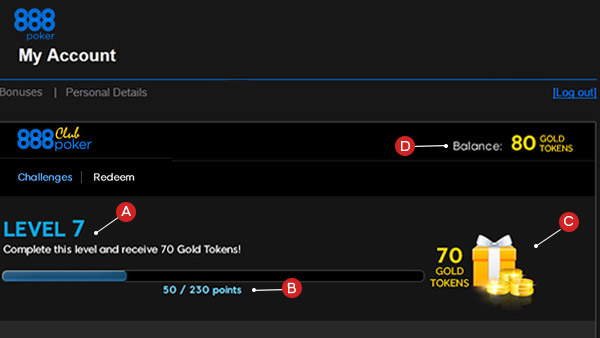 888
poker
My Account
Bonuses | Personal Details [Log out]
888 Club
poker
D Balance: 80 GOLD
TOKENS
Challenges | Redeem
LEVEL 7 A
Complete this level and receive 70 Gold Tokens!
C
70
GOLD
TOKENS
50 / 230 points B